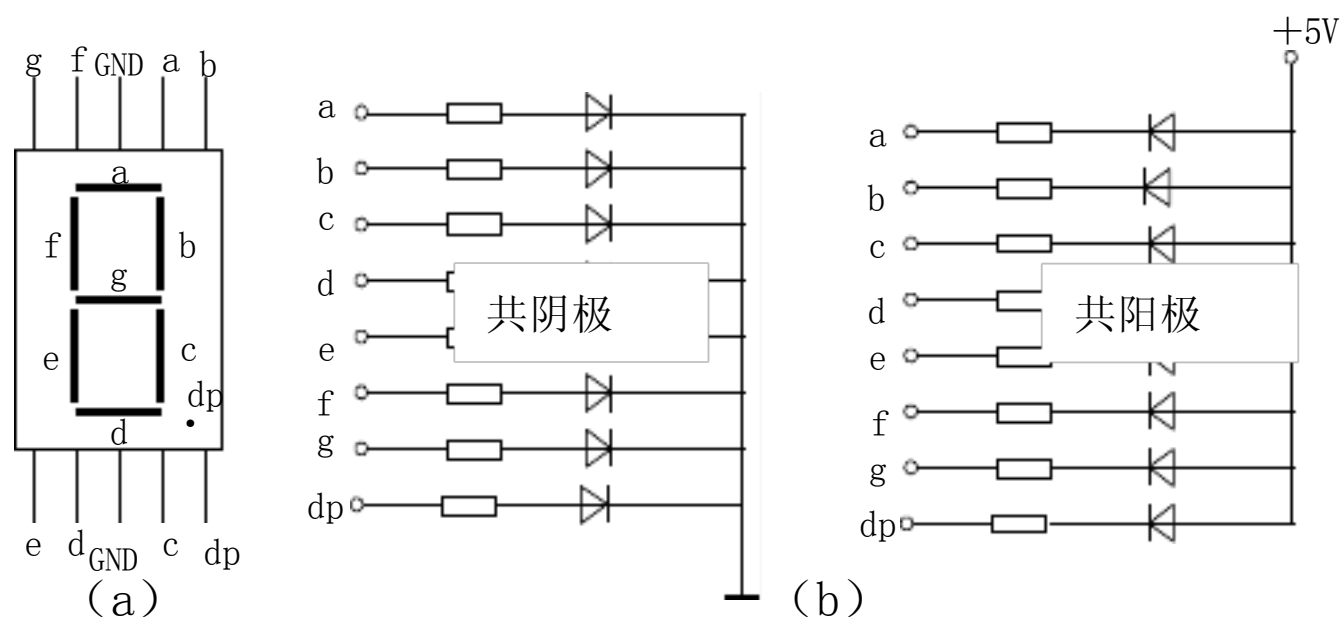 g f GND a b
a
f b
g
e c
dp
d
e d GND c dp
(a)
a
b
c
d
e
f
g
dp
共阴极
+5V
a
b
c
d
e
f
g
dp
共阳极
(b)